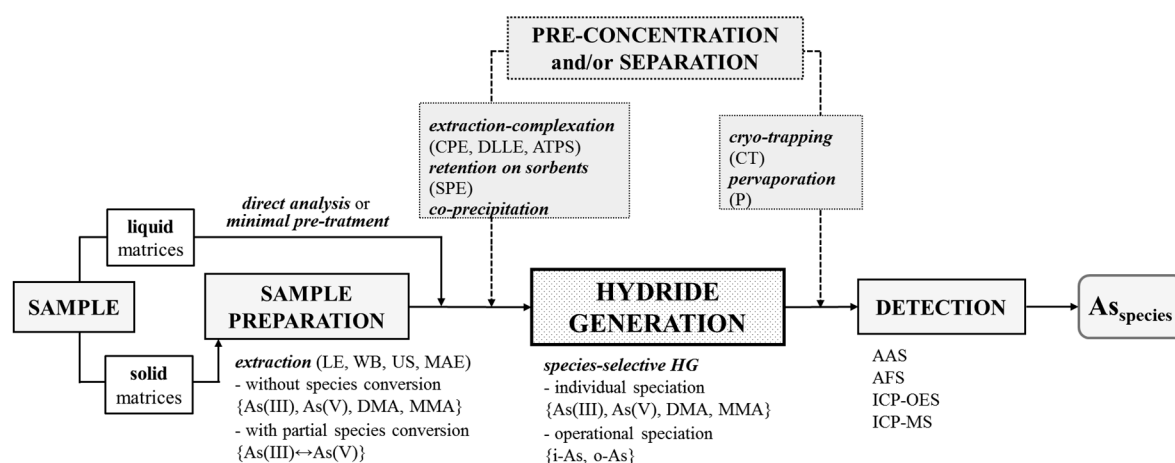 PRE-CONCENTRATION
and/or SEPARATION
extraction-complexation
(CPE, DLLE, ATPS)
retention on sorbents
(SPE)
co-precipitation
cryo-trapping
(CT)
pervaporation
(P)
direct analysis or
minimal pre-treatment
liquid
matrices
SAMPLE
solid
matrices
SAMPLE
PREPARATION
extraction (LE, WB, US, MAE)
- without species conversion
{As(III), As(V), DMA, MMA}
- with partial species conversion
{As(III)↔As(V)}
HYDRIDE
GENERATION
species-selective HG
- individual speciation
{As(III), As(V), DMA, MMA}
- operational speciation
{i-As, o-As}
DETECTION
AAS
AFS
ICP-OES
ICP-MS
As species